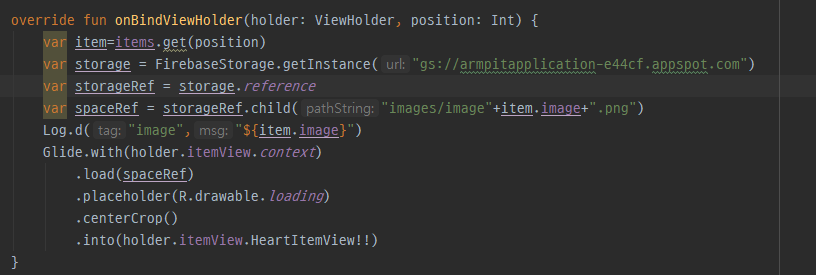 override fun onBindViewHolder(holder: ViewHolder, position: Int) {
var item=items.get(position)
var storage = FirebaseStorage.getInstance( url: "gs://armpitapplication-e44cf.appspot.com")
var storageRef = storage.reference
var spaceRef = storageRef.child( pathString: "images/image"+item.image+".png")
Log.d( tag: "image", msg: "${item.image}")
Glide.with(holder.itemView.context)
.load(spaceRef)
.placeholder(R.drawable.loading)
.centerCrop()
.into(holder.itemView.HeartItemView!!)
}